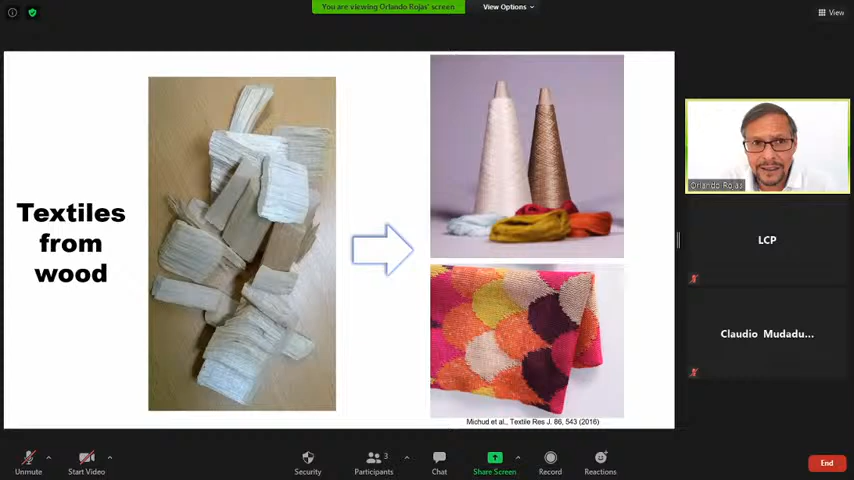 You are viewing Orlando Rojas' screen
View Options
View
Textiles
from
wood
Michud et al., Textile Res J. 86, 543 (2016)
Orlando Rojas
LCP
Claudio Mudadu...
Unmute
Start Video
Security
Participants
3
Chat
Share Screen
Record
Reactions
End